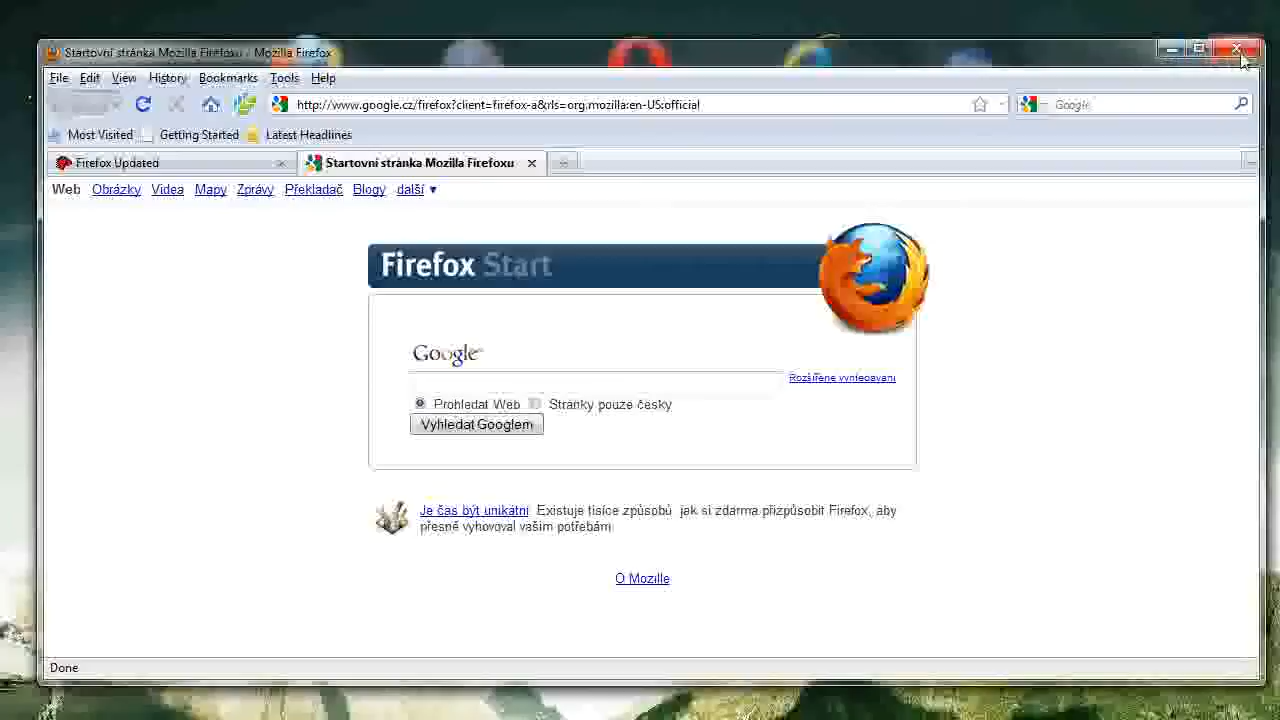 Startovní stránka Mozilla Firefoxu - Mozilla Firefox
File Edit View History Bookmarks Tools Help
http://www.google.cz/firefox?client=firefox-a&rls=org.mozilla:en-US:official Google
Most Visited Getting Started Latest Headlines
Firefox Updated Startovní stránka Mozilla Firefoxu
Web Obrázky Videa Mapy Zprávy Překladač Blogy další ▼
Firefox Start
Google™
Rozšířené vyhledávání
Prohledat Web Stránky pouze česky
Vyhledat Googlem
Je čas být unikátní Existuje tisíce způsobů jak si zdarma přizpůsobit Firefox, aby
přesně vyhovoval vašim potřebám.
O Mozille
Done